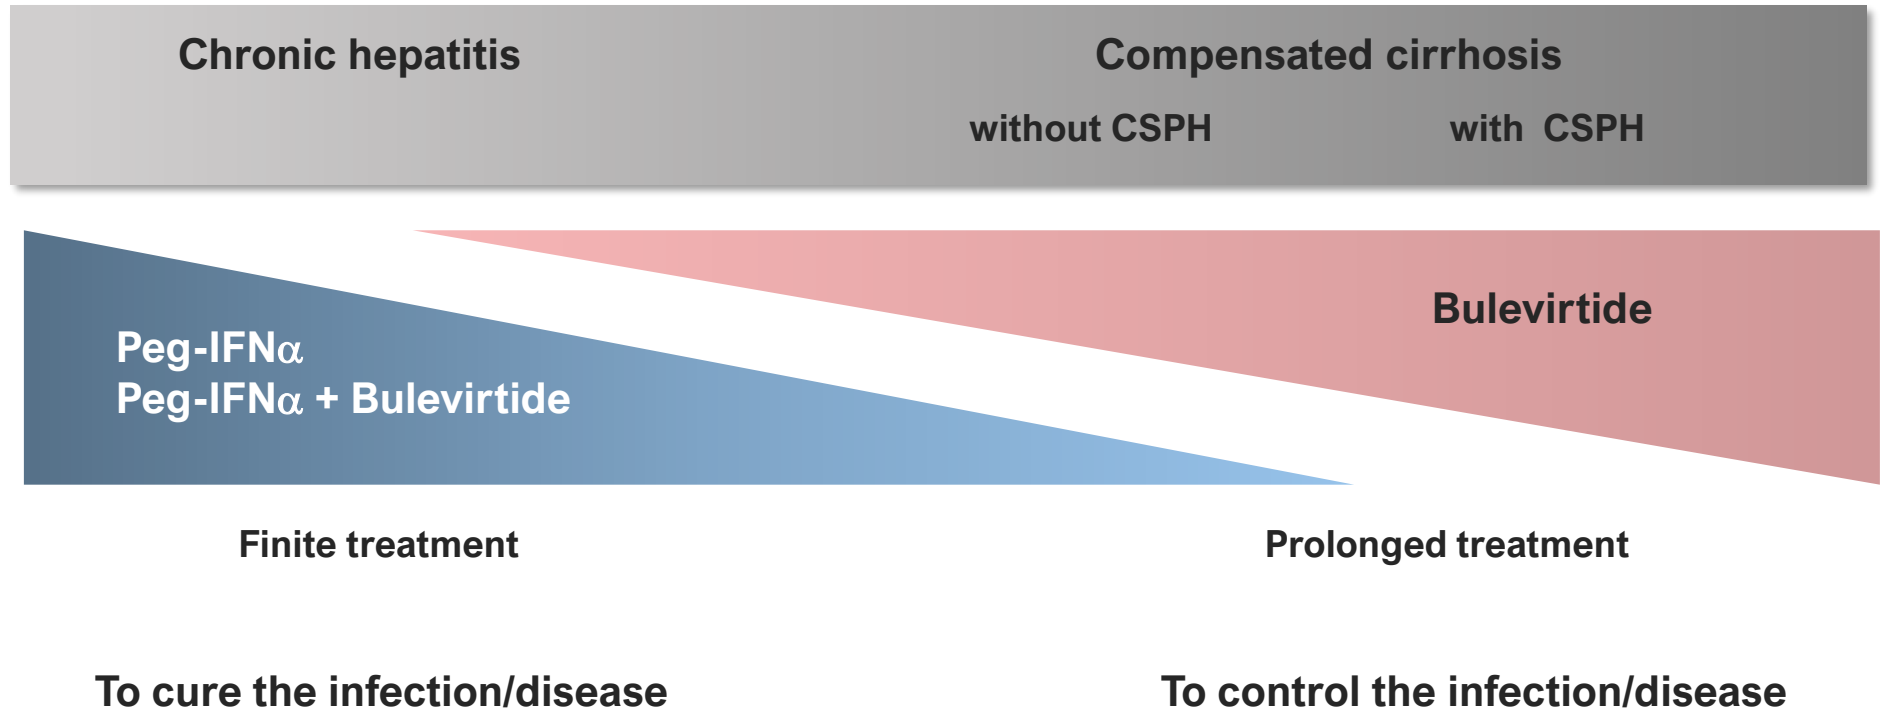 Chronic hepatitis
Compensated cirrhosis
without CSPH
with CSPH
Peg-IFNα
Peg-IFNα + Bulevirtide
Bulevirtide
Finite treatment
Prolonged treatment
To cure the infection/disease
To control the infection/disease